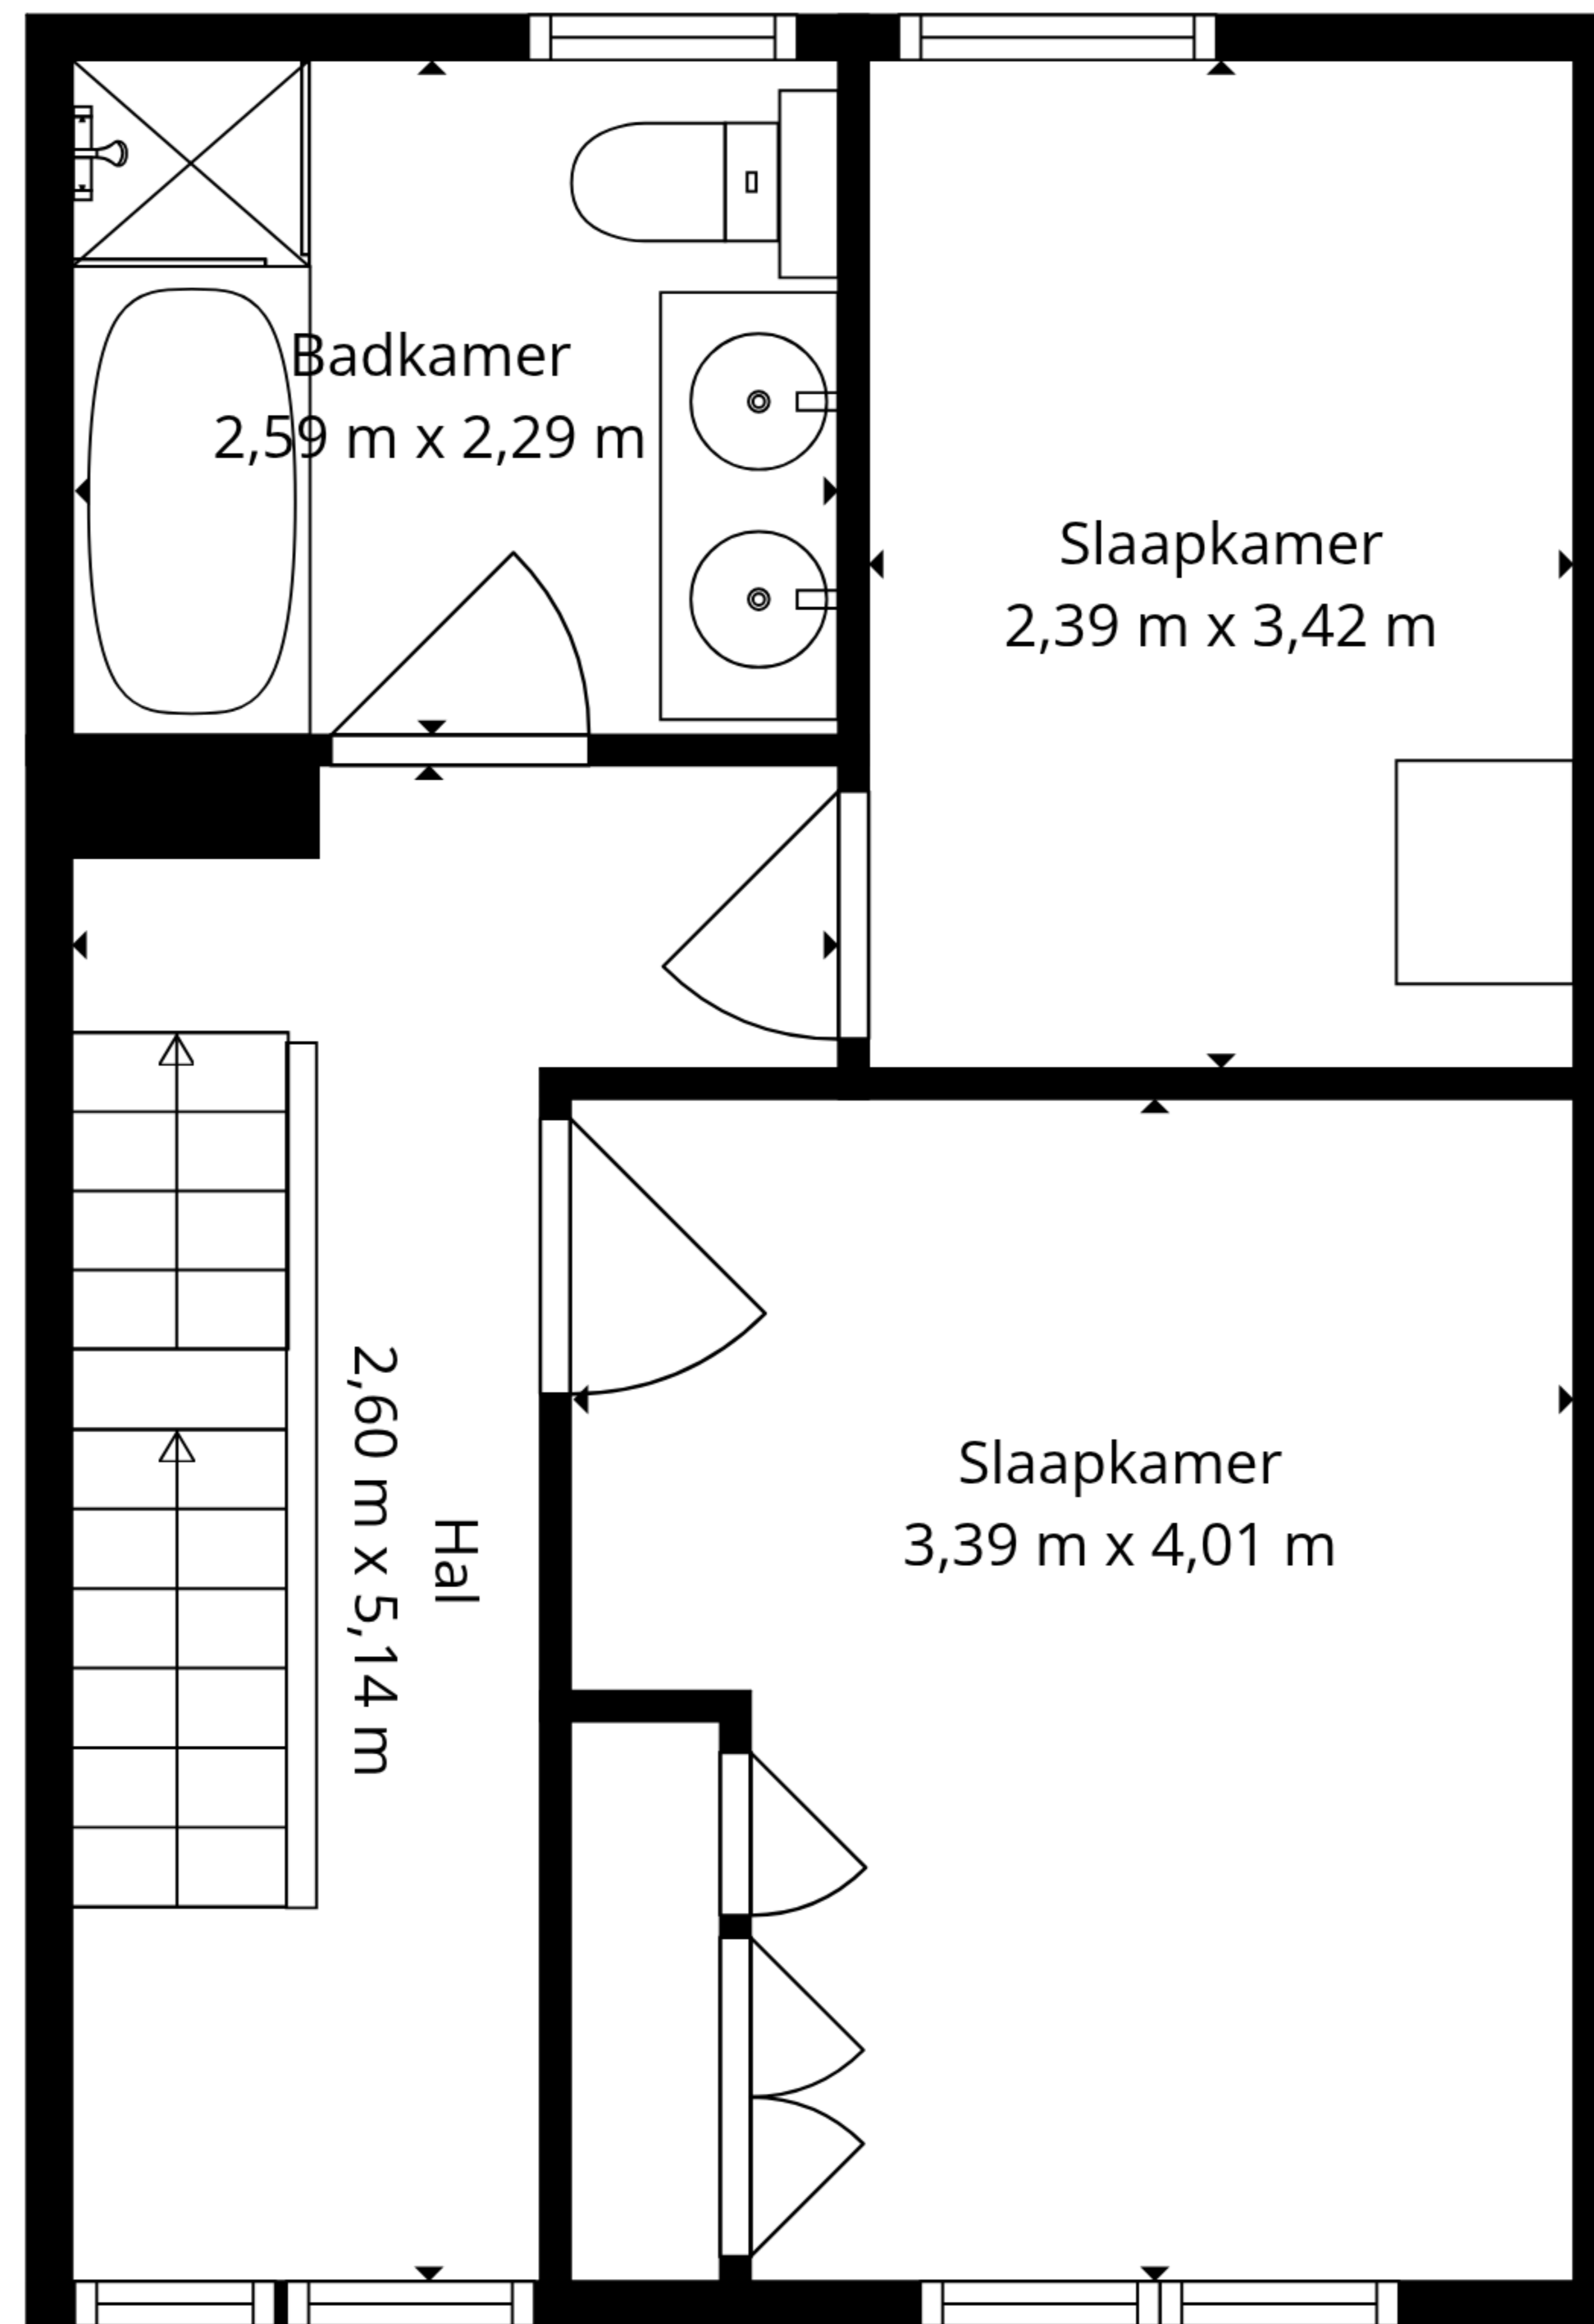 Badkamer
2,59 m x 2,29 m
Slaapkamer
2,39 m x 3,42 m
Hal
2,60 m x 5,14 m
Slaapkamer
3,39 m x 4,01 m